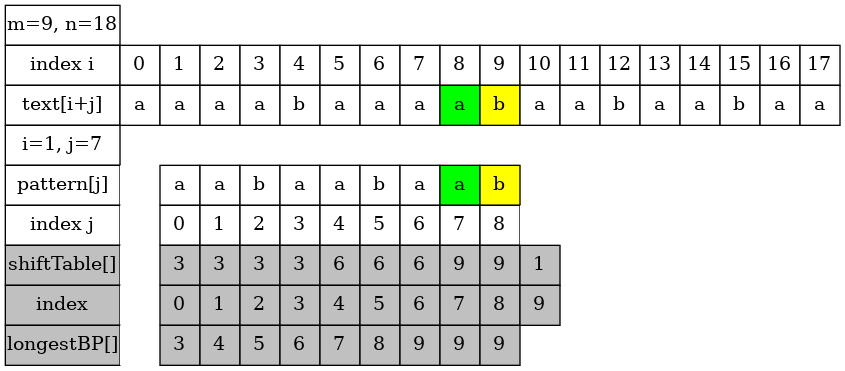 m=9, n=18
index i 0 1 2 3 4 5 6 7 8 9 10 11 12 13 14 15 16 17
text[i+j] a a a a b a a a a b a a b a a b a a
i=1, j=7
pattern[j] a a b a a b a a b
index j 0 1 2 3 4 5 6 7 8
shiftTable[] 3 3 3 3 6 6 6 9 9 1
index 0 1 2 3 4 5 6 7 8 9
longestBP[] 3 4 5 6 7 8 9 9 9